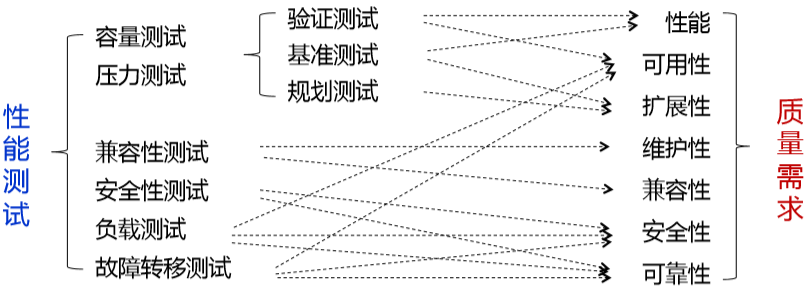 性能测试
容量测试
压力测试
兼容性测试
安全性测试
负载测试
故障转移测试
验证测试
基准测试
规划测试
性能
可用性
扩展性
维护性
兼容性
安全性
可靠性
质量需求